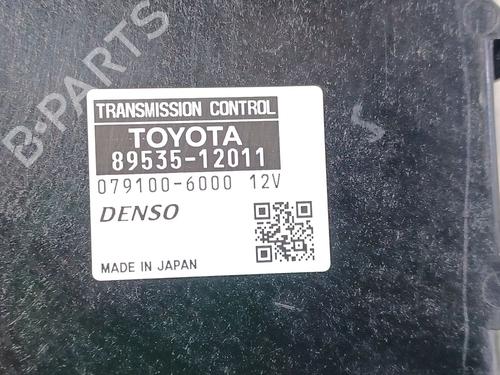 TRANSMISSION CONTROL
TOYOTA
89535-12011
079100-6000 12V
DENSO
MADE IN JAPAN
B-PARTS